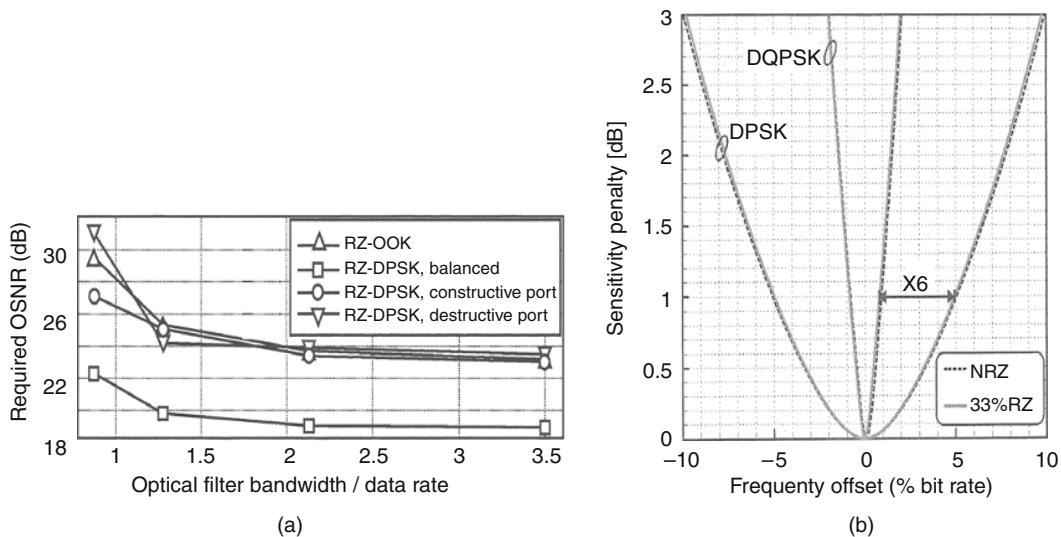 Required OSNR (dB)
30
26
22
18
RZ-OOK
RZ-DPSK, balanced
RZ-DPSK, constructive port
RZ-DPSK, destructive port
1 1.5 2 2.5 3 3.5
Optical filter bandwidth / data rate
(a)
Sensitivity penalty [dB]
3
2.5
2
1.5
1
0.5
0
DQPSK
DPSK
X6
NRZ
33%RZ
−10 −5 0 5 10
Frequenty offset (% bit rate)
(b)